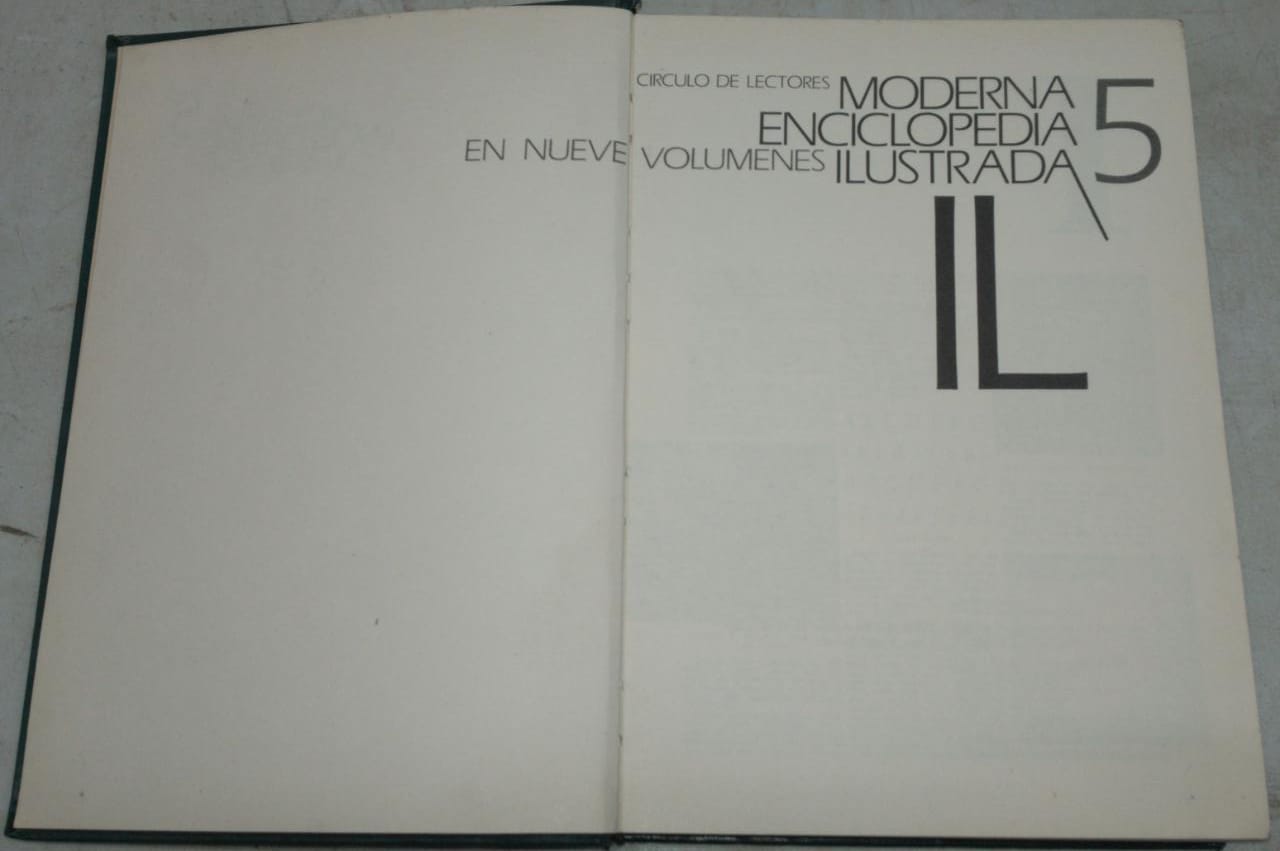 CIRCULO DE LECTORES MODERNA 5
ENCICLOPEDIA
EN NUEVE VOLUMENES ILUSTRADA
IL